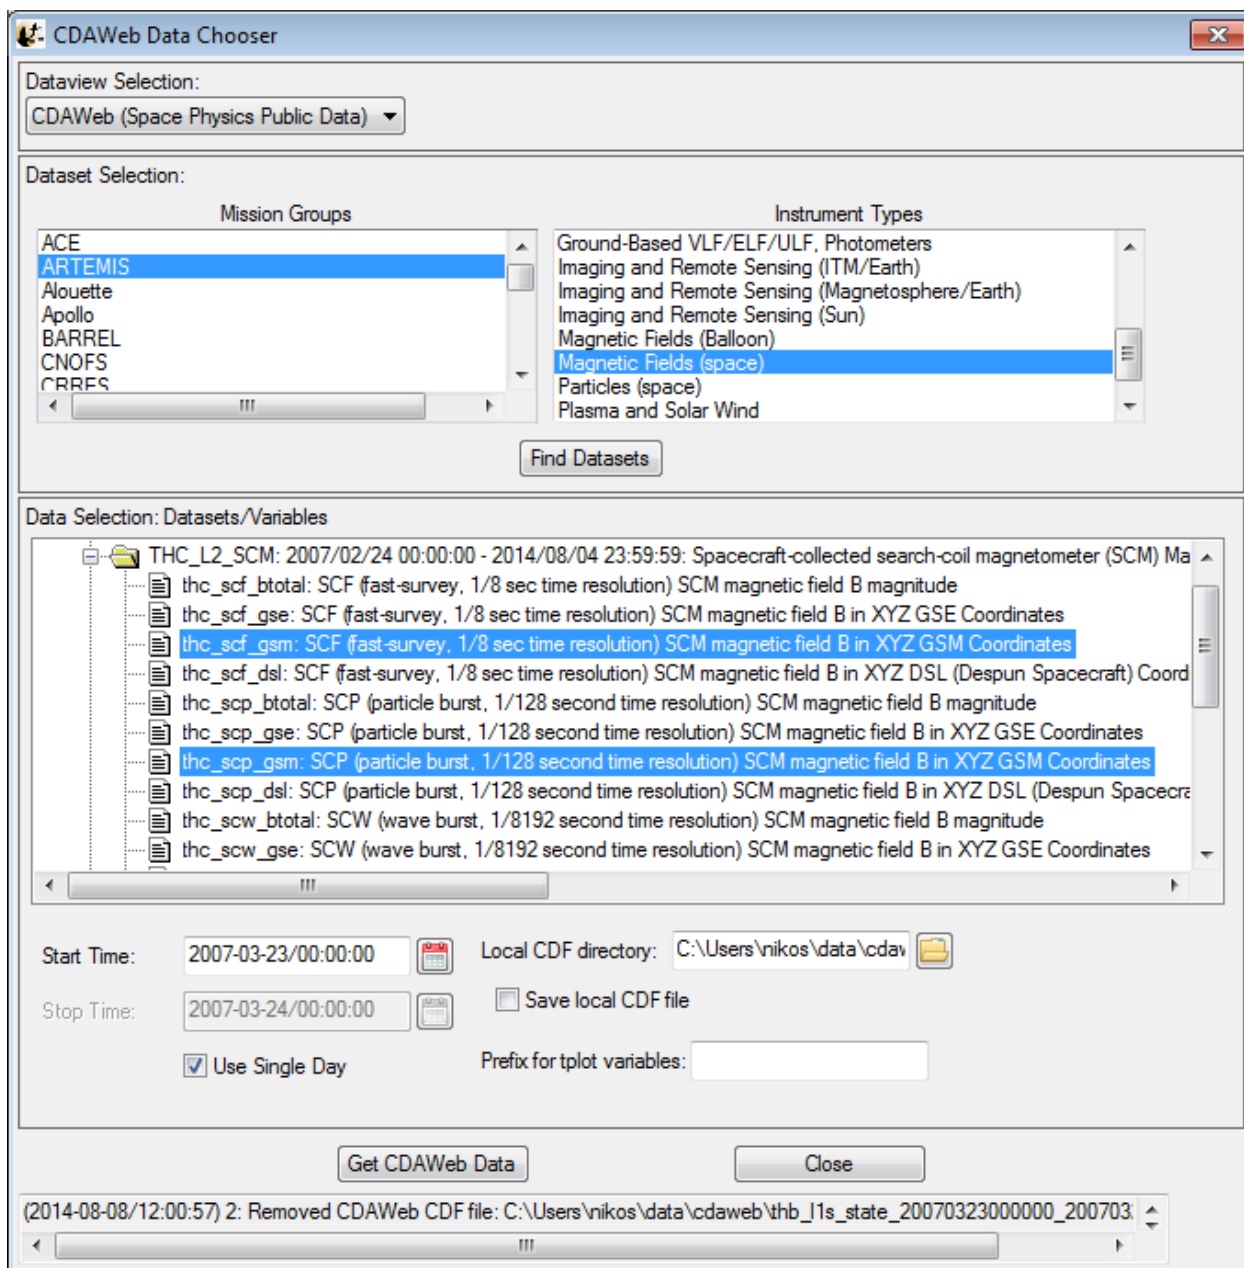 CDAWeb Data Chooser
Dataview Selection:
CDAWeb (Space Physics Public Data)
Dataset Selection:
Mission Groups
ACE
ARTEMIS
Alouette
Apollo
BARREL
CNOFS
CRRES
Instrument Types
Ground-Based VLF/ELF/ULF, Photometers
Imaging and Remote Sensing (ITM/Earth)
Imaging and Remote Sensing (Magnetosphere/Earth)
Imaging and Remote Sensing (Sun)
Magnetic Fields (Balloon)
Magnetic Fields (space)
Particles (space)
Plasma and Solar Wind
Find Datasets
Data Selection: Datasets/Variables
THC_L2_SCM: 2007/02/24 00:00:00 - 2014/08/04 23:59:59: Spacecraft-collected search-coil magnetometer (SCM) Ma
thc_scf_btotal: SCF (fast-survey, 1/8 sec time resolution) SCM magnetic field B magnitude
thc_scf_gse: SCF (fast-survey, 1/8 sec time resolution) SCM magnetic field B in XYZ GSE Coordinates
thc_scf_gsm: SCF (fast-survey, 1/8 sec time resolution) SCM magnetic field B in XYZ GSM Coordinates
thc_scf_dsl: SCF (fast-survey, 1/8 sec time resolution) SCM magnetic field B in XYZ DSL (Despun Spacecraft) Coord
thc_scp_btotal: SCP (particle burst, 1/128 second time resolution) SCM magnetic field B magnitude
thc_scp_gse: SCP (particle burst, 1/128 second time resolution) SCM magnetic field B in XYZ GSE Coordinates
thc_scp_gsm: SCP (particle burst, 1/128 second time resolution) SCM magnetic field B in XYZ GSM Coordinates
thc_scp_dsl: SCP (particle burst, 1/128 second time resolution) SCM magnetic field B in XYZ DSL (Despun Spacecra
thc_scw_btotal: SCW (wave burst, 1/8192 second time resolution) SCM magnetic field B magnitude
thc_scw_gse: SCW (wave burst, 1/8192 second time resolution) SCM magnetic field B in XYZ GSE Coordinates
Start Time: 2007-03-23/00:00:00 Local CDF directory: C:\Users\nikos\data\cdaw
Stop Time: 2007-03-24/00:00:00 Save local CDF file
Use Single Day Prefix for tplot variables:
Get CDAWeb Data Close
(2014-08-08/12:00:57) 2: Removed CDAWeb CDF file: C:\Users\nikos\data\cdaweb\thb_l1s_state_20070323000000_200703